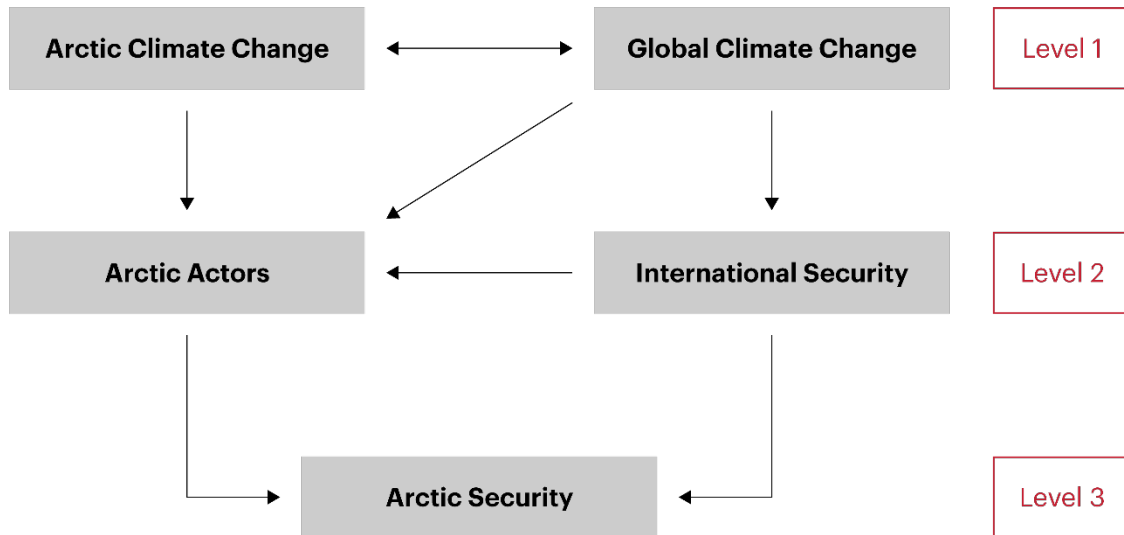 Arctic Climate Change
Global Climate Change
Level 1
Arctic Actors
International Security
Level 2
Arctic Security
Level 3